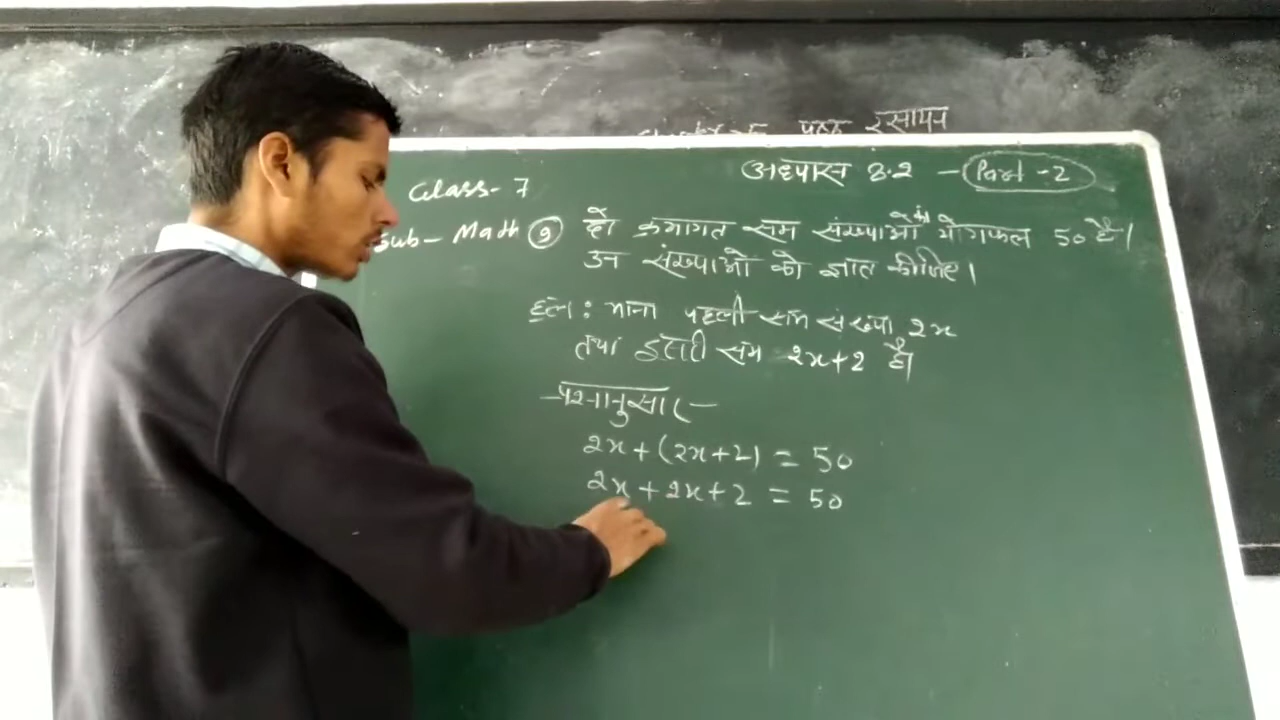 रसायन
अभ्यास 8.2 - Part - 2
Class - 7
Sub - Math
9 दो क्रमागत सम संख्याओं का योगफल 50 है।
उन संख्याओं को ज्ञात कीजिए।
हल : माना पहली सम संख्या 2x
तथा दूसरी सम 2x+2 है।
प्रश्नानुसार -
2x + (2x+2) = 50
2x + 2x + 2 = 50